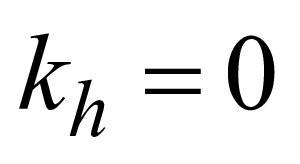 k_h = 0